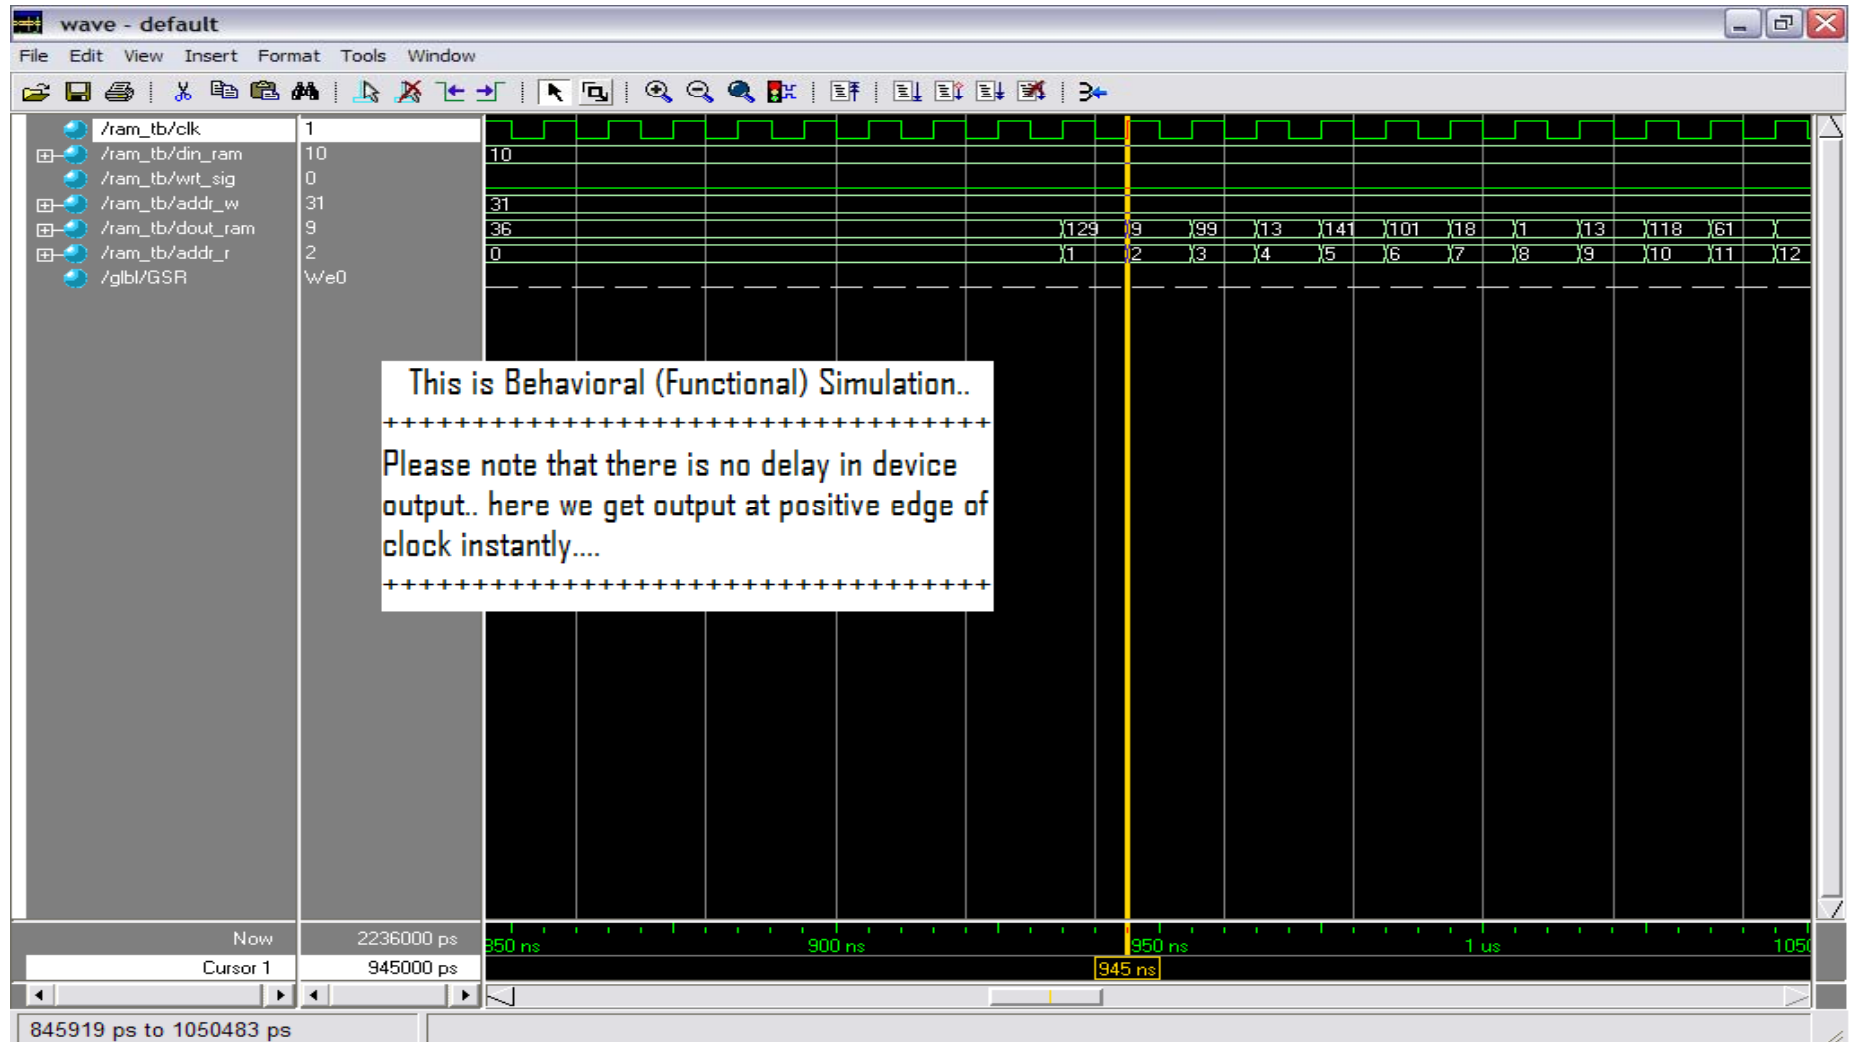 wave - default
File Edit View Insert Format Tools Window
/ram_tb/clk 1
/ram_tb/din_ram 10 10
/ram_tb/wrt_sig 0
/ram_tb/addr_w 31 31
/ram_tb/dout_ram 9 36 129 9 99 13 141 101 18 1 13 118 61
/ram_tb/addr_r 2 0 1 2 3 4 5 6 7 8 9 10 11 12
/glbl/GSR We0
This is Behavioral (Functional) Simulation..
++++++++++++++++++++++++++++++++++
Please note that there is no delay in device
output.. here we get output at positive edge of
clock instantly....
++++++++++++++++++++++++++++++++++
Now 2236000 ps 850 ns 900 ns 950 ns 1 us 1050
Cursor 1 945000 ps 945 ns
845919 ps to 1050483 ps